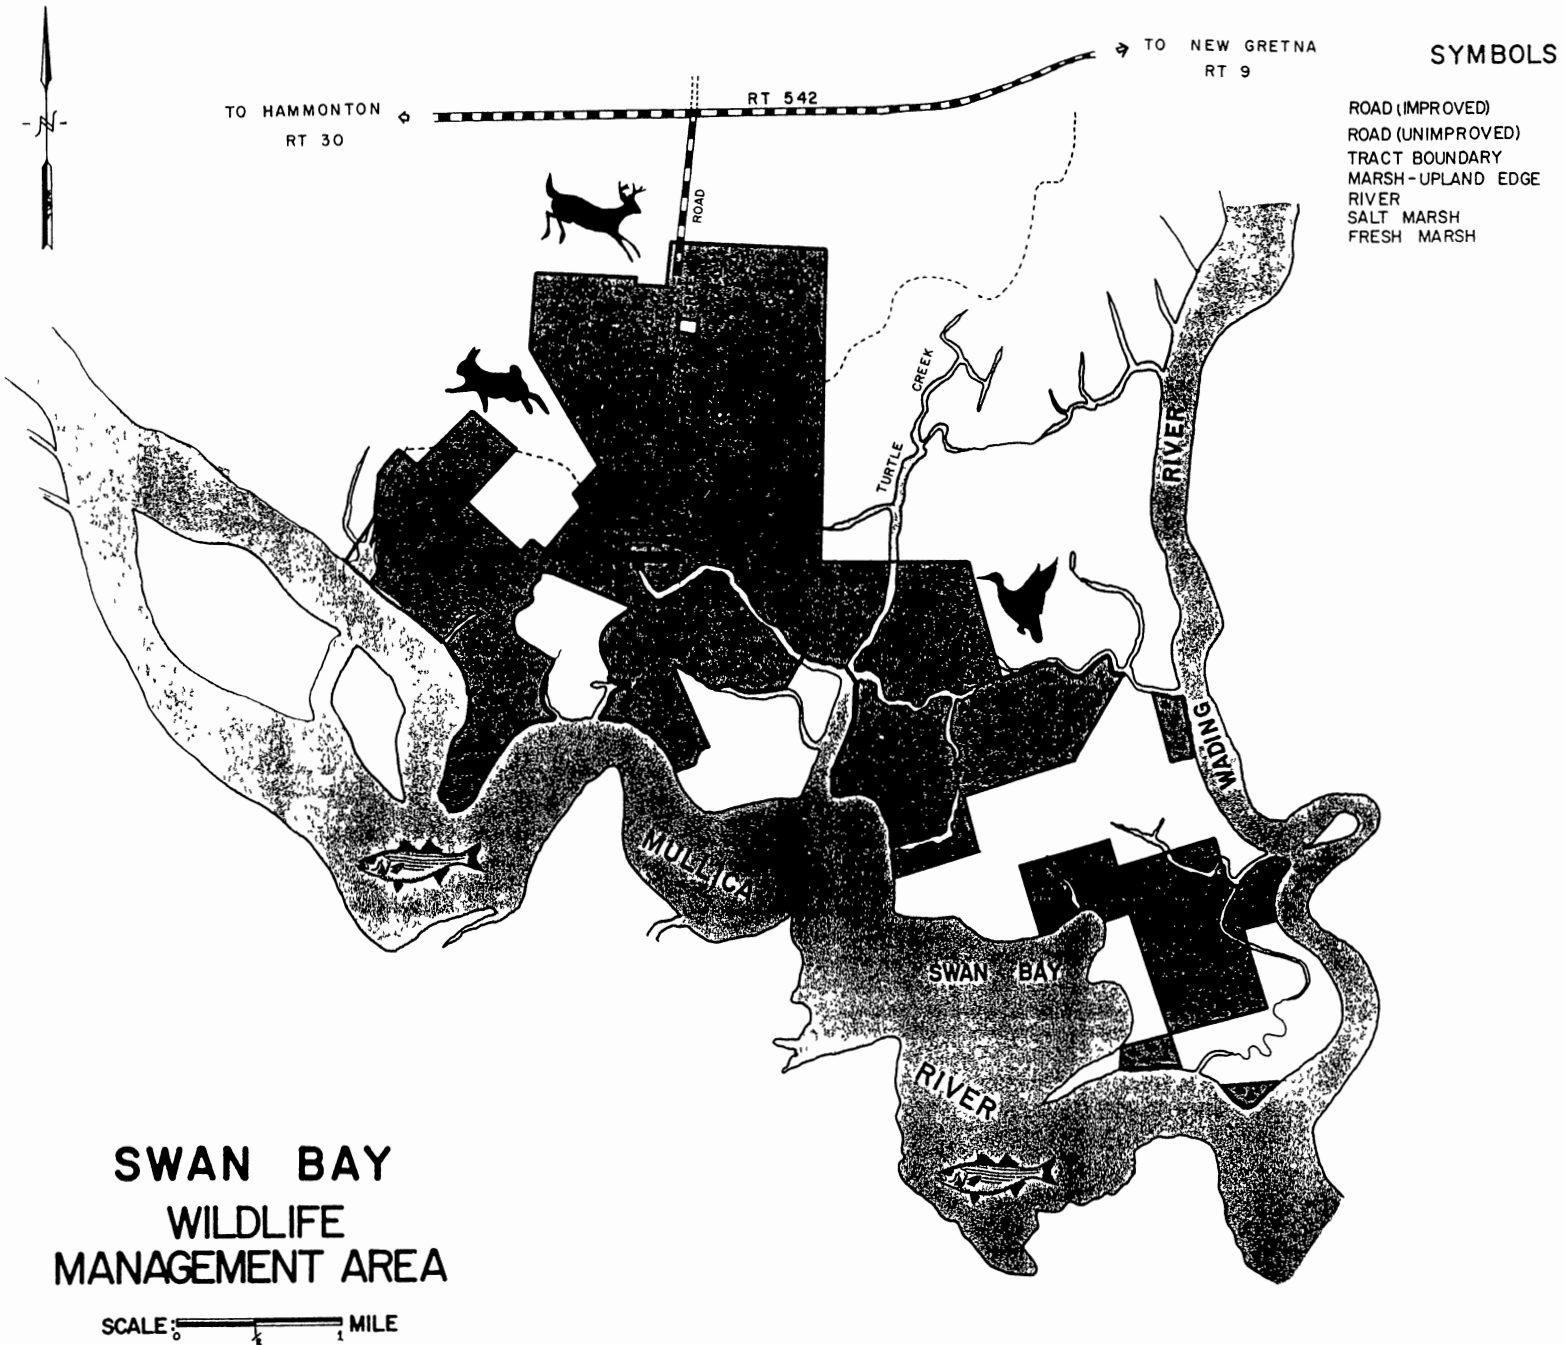 N
TO HAMMONTON
RT 30
RT 542
TO NEW GRETNA
RT 9
SYMBOLS
ROAD (IMPROVED)
ROAD (UNIMPROVED)
TRACT BOUNDARY
MARSH-UPLAND EDGE
RIVER
SALT MARSH
FRESH MARSH
ROAD
TURTLE CREEK
WADING RIVER
MULLICA RIVER
SWAN BAY
SWAN BAY
WILDLIFE
MANAGEMENT AREA
SCALE: MILE
0 1/2 1